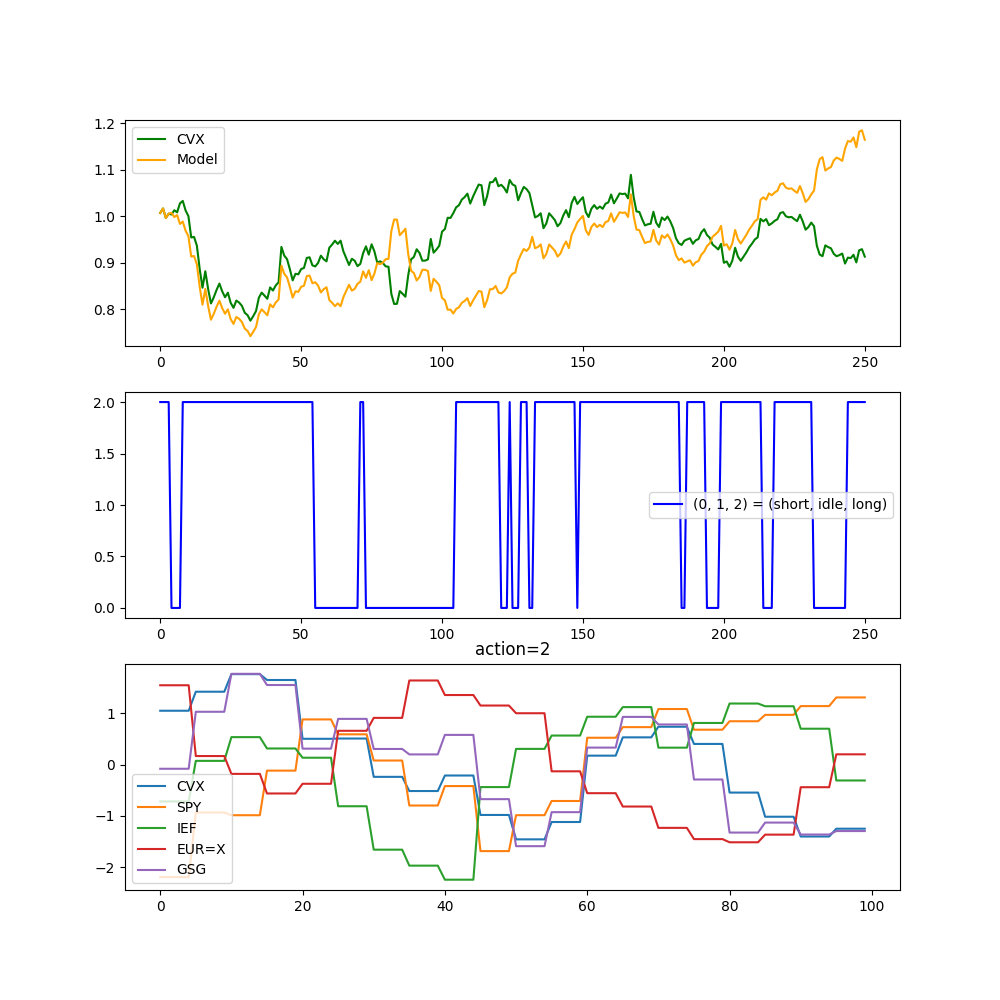 1.2
1.1
1.0
0.9
0.8
CVX
Model
0 50 100 150 200 250
2.0
1.5
1.0
0.5
0.0
(0, 1, 2) = (short, idle, long)
0 50 100 150 200 250
action=2
1
0
−1
−2
CVX
SPY
IEF
EUR=X
GSG
0 20 40 60 80 100